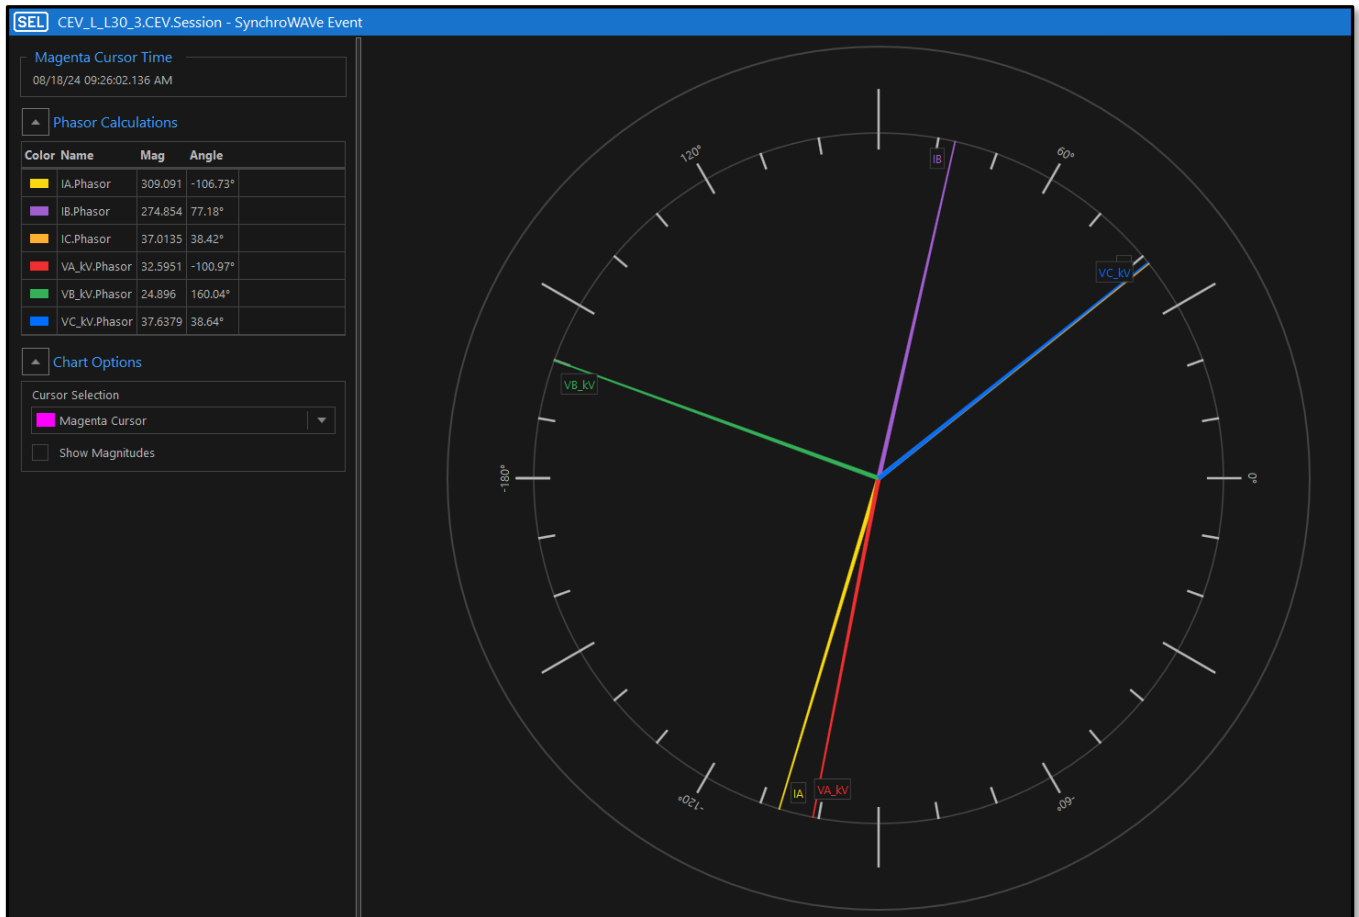 SEL CEV_L_L30_3.CEV.Session - SynchroWAVe Event
Magenta Cursor Time
08/18/24 09:26:02.136 AM
Phasor Calculations
Color Name Mag Angle
IA.Phasor 309.091 -106.73°
IB.Phasor 274.854 77.18°
IC.Phasor 37.0135 38.42°
VA_kV.Phasor 32.5951 -100.97°
VB_kV.Phasor 24.896 160.04°
VC_kV.Phasor 37.6379 38.64°
Chart Options
Cursor Selection
Magenta Cursor
Show Magnitudes
120°
IB
60°
VC_kV
VB_kV
-180°
0°
IA
VA_kV
-120°
-60°